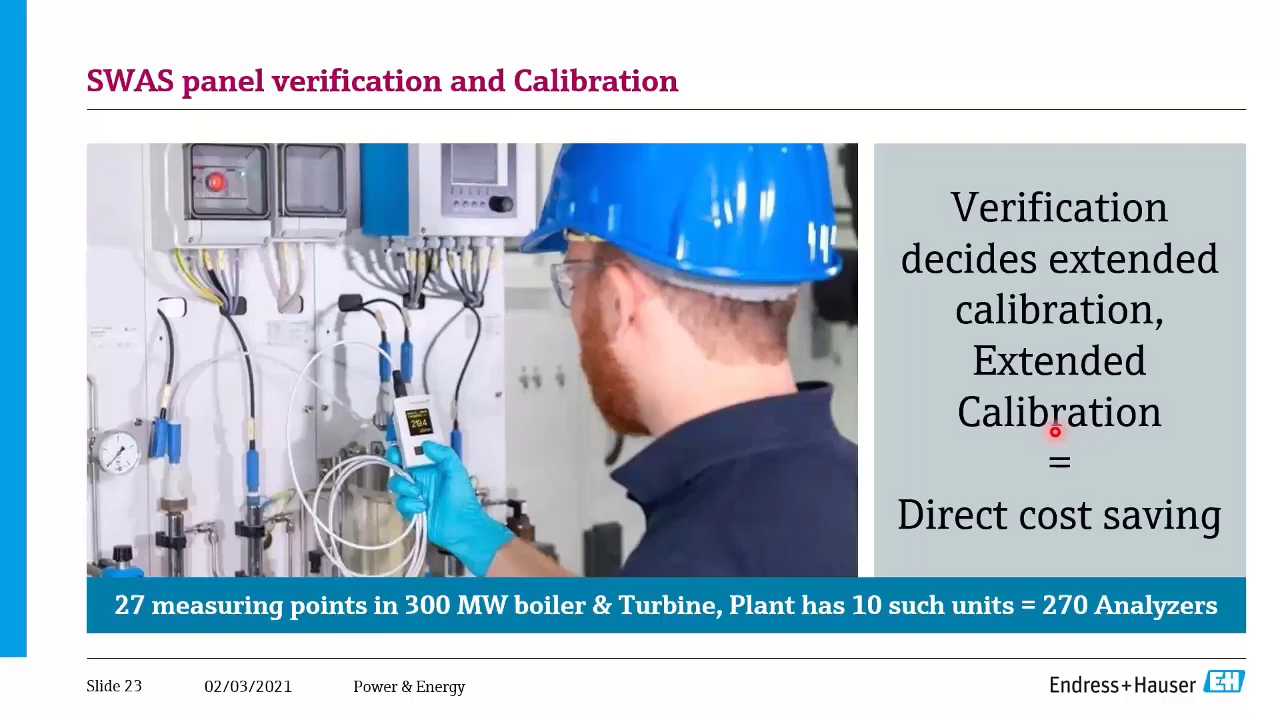 SWAS panel verification and Calibration
Verification
decides extended
calibration,
Extended
Calibration
=
Direct cost saving
27 measuring points in 300 MW boiler & Turbine, Plant has 10 such units = 270 Analyzers
Slide 23 02/03/2021 Power & Energy
Endress+Hauser EH